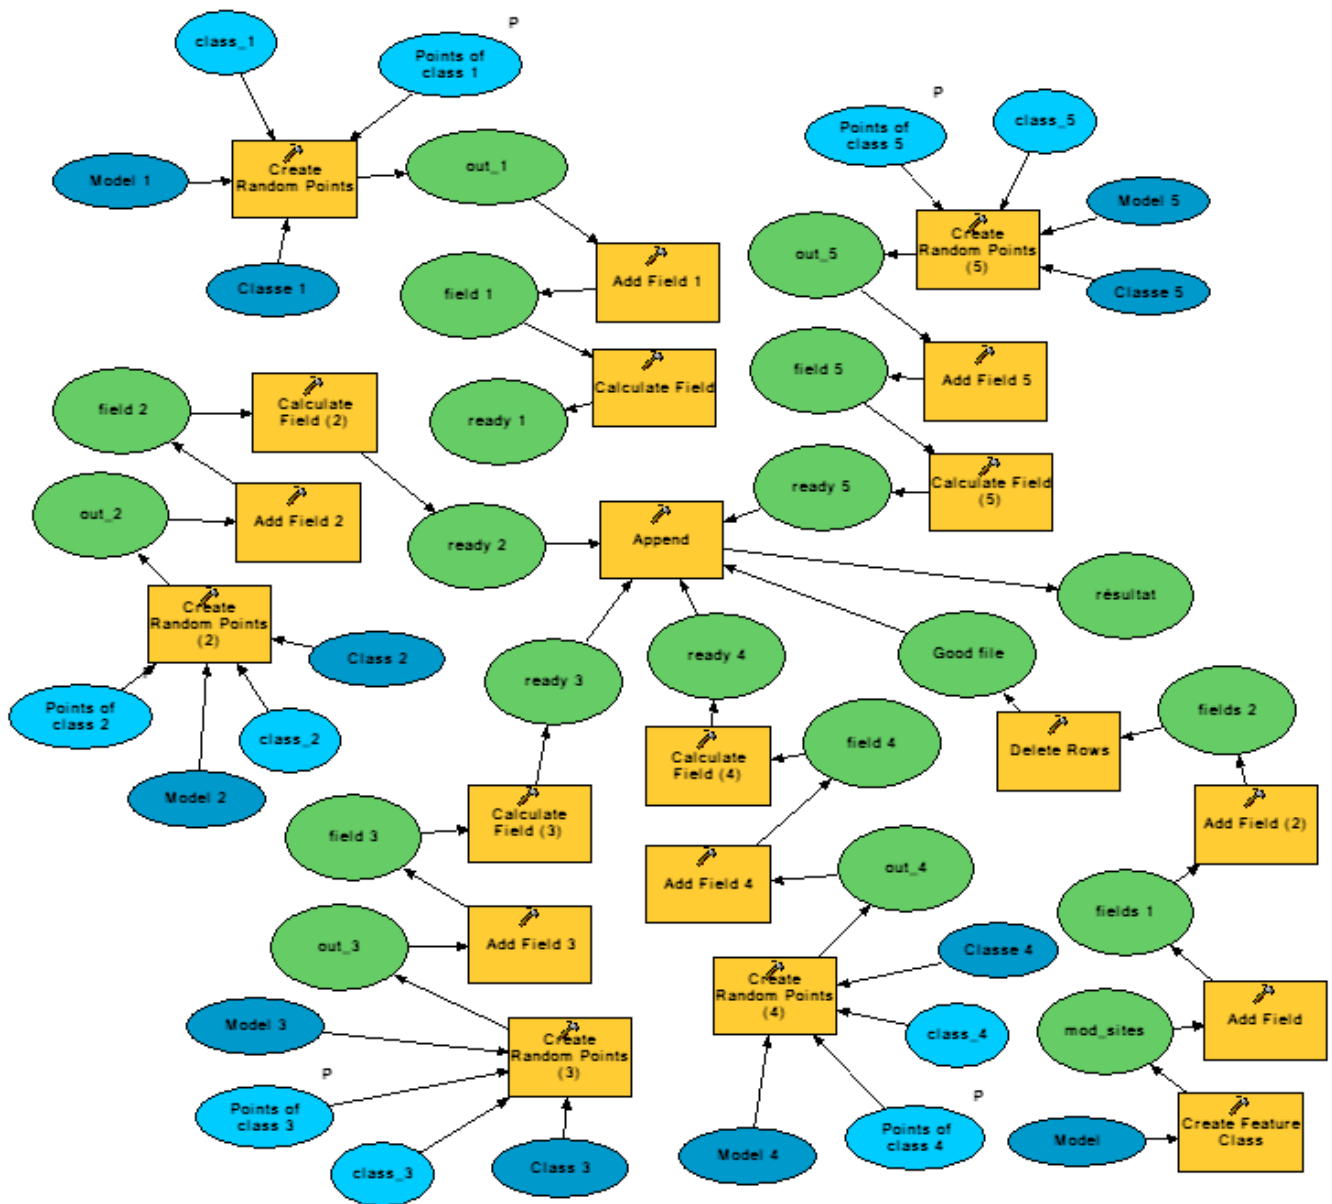 P
class_1
Points of
class 1
P
Points of
class 5
class_5
Create
Random Points
Model 1
out_1
Model 5
Create
Random Points
(5)
Classe 1
field 1
Add Field 1
out_5
Classe 5
field 5
Add Field 5
Calculate Field
field 2
Calculate
Field (2)
ready 1
ready 5
Calculate Field
(5)
out_2
Add Field 2
ready 2
Append
résultat
Create
Random Points
(2)
Class 2
ready 3
ready 4
Good file
Points of
class 2
class_2
fields 2
Calculate
Field (4)
field 4
Delete Rows
Model 2
field 3
Calculate
Field (3)
Add Field (2)
Add Field 4
out_4
fields 1
out_3
Add Field 3
Classe 4
Create
Random Points
(4)
Model 3
Create
Random Points
(3)
class_4
mod_sites
Add Field
P
Points of
class 3
P
Points of
class 4
Model
Create Feature
Class
class_3
Class 3
Model 4